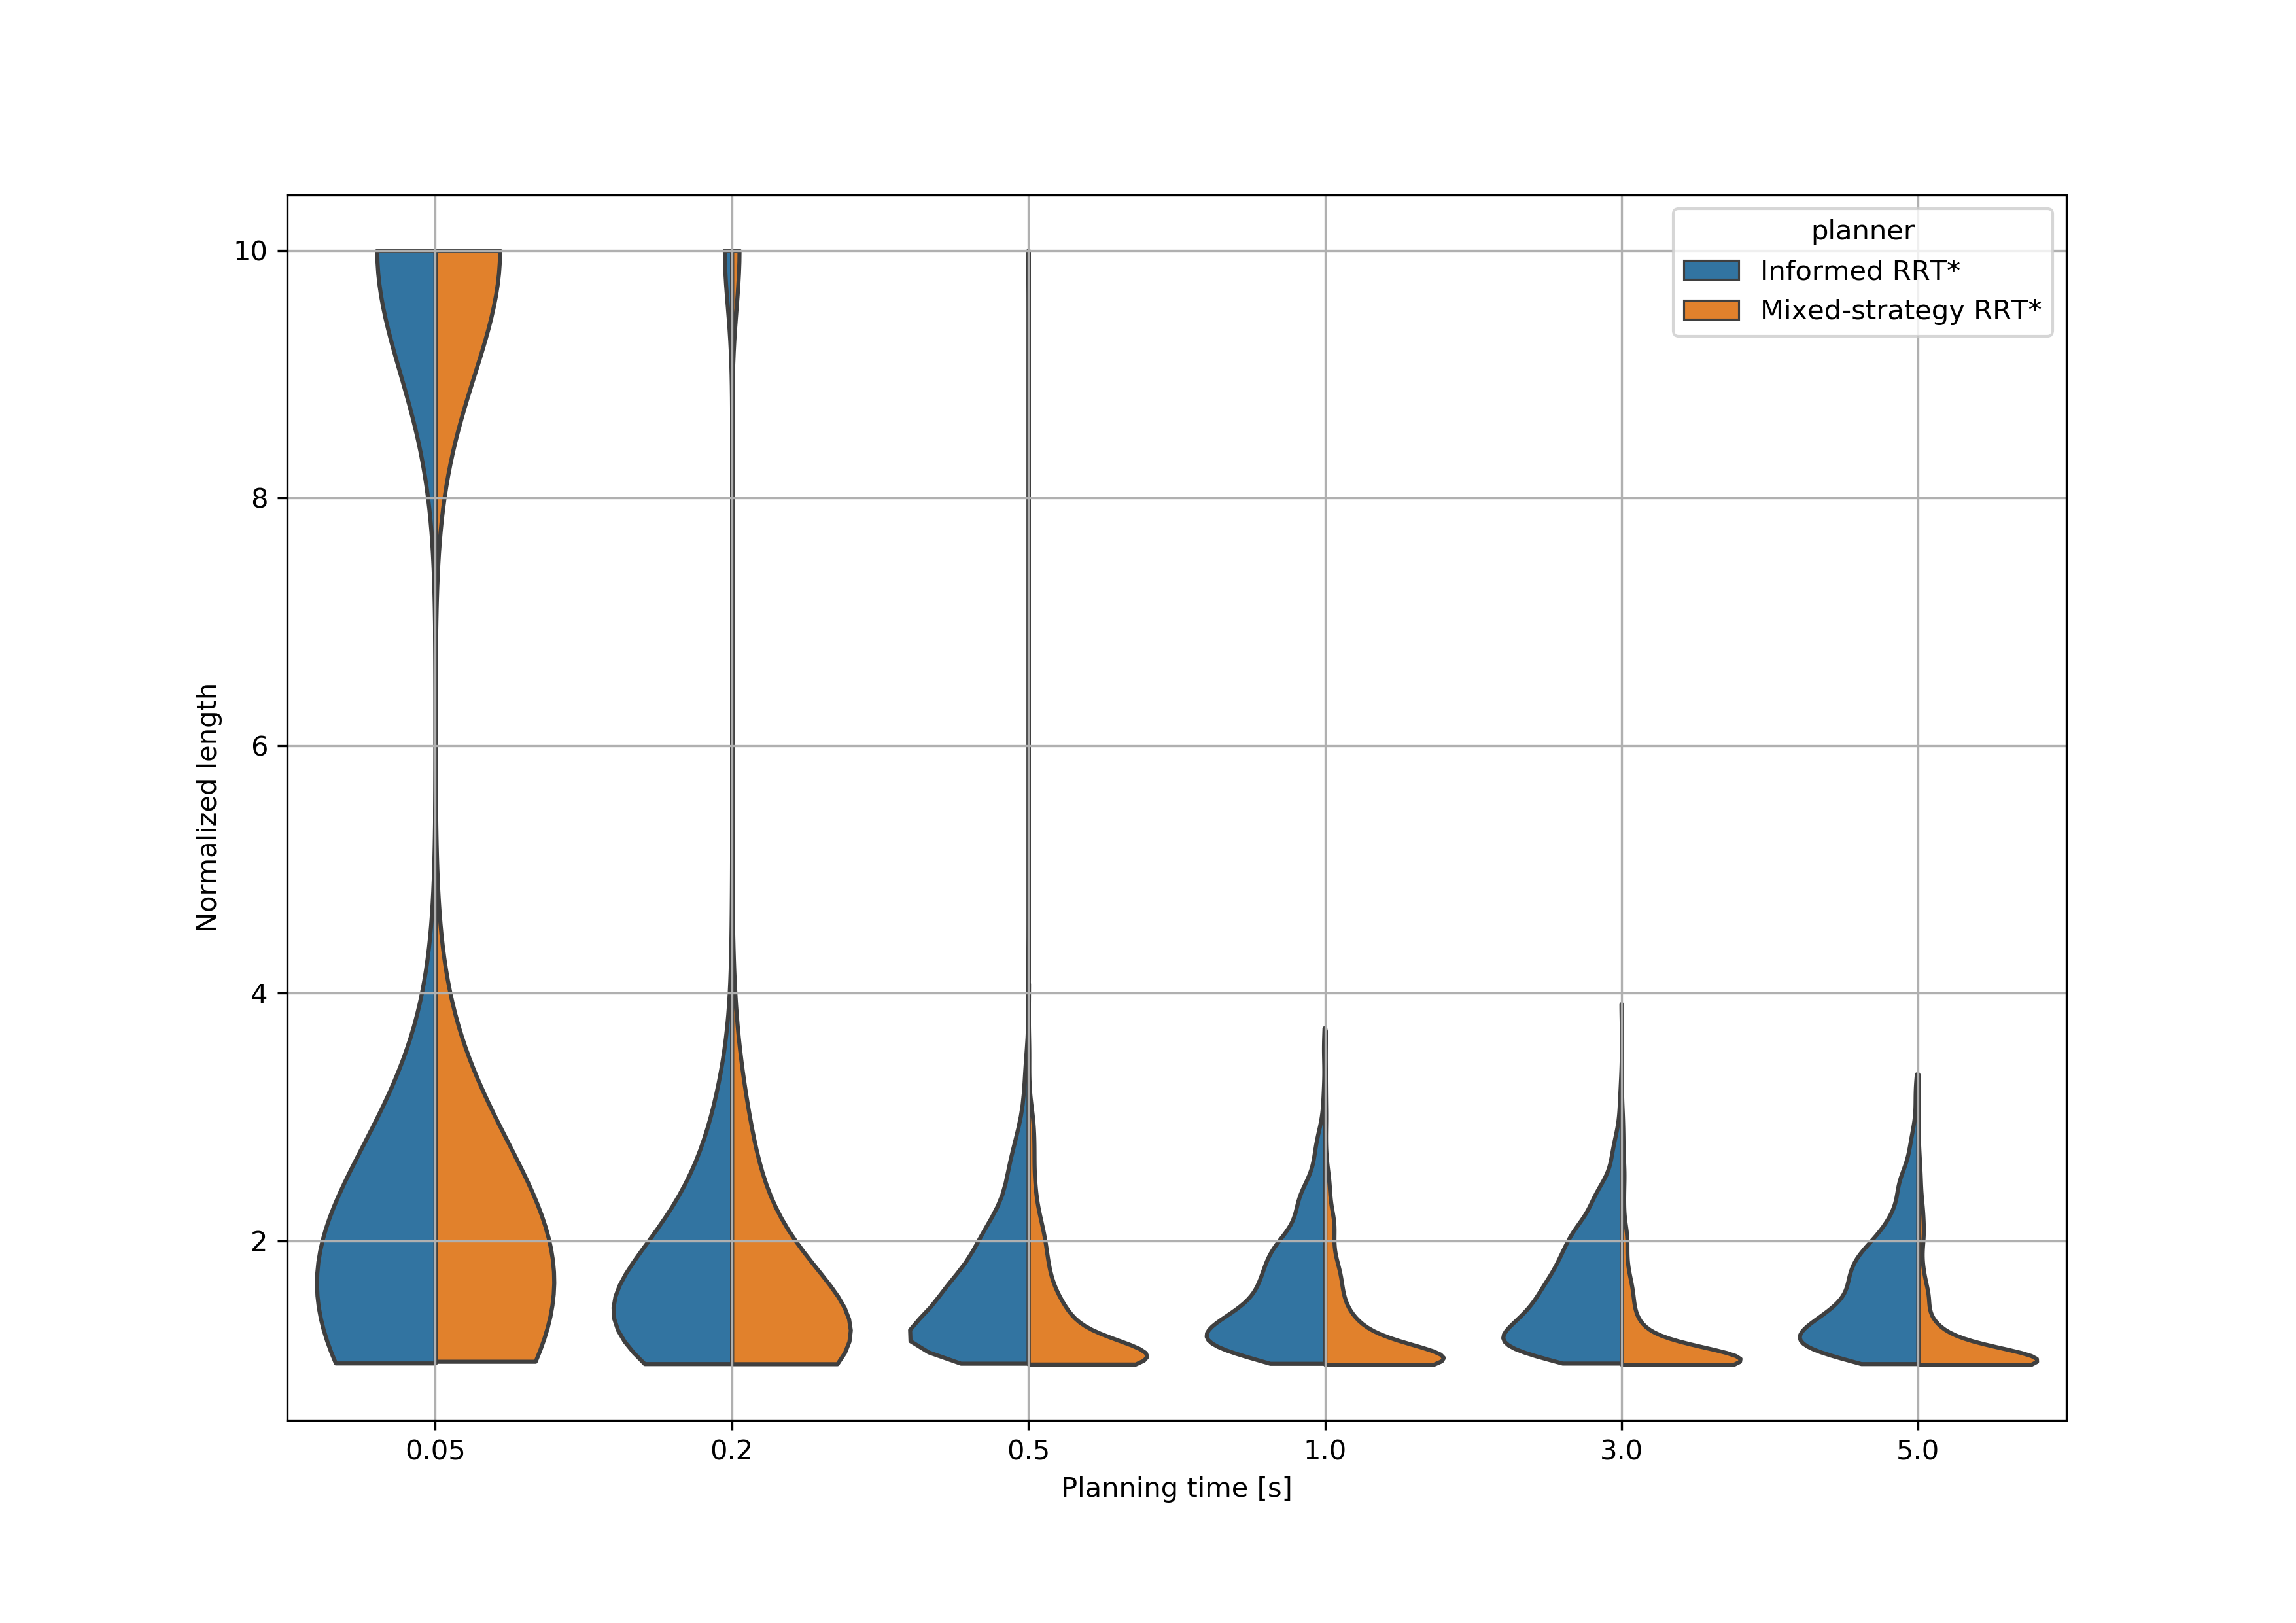 planner
Informed RRT*
Mixed-strategy RRT*
10
8
6
4
2
Normalized length
0.05 0.2 0.5 1.0 3.0 5.0
Planning time [s]